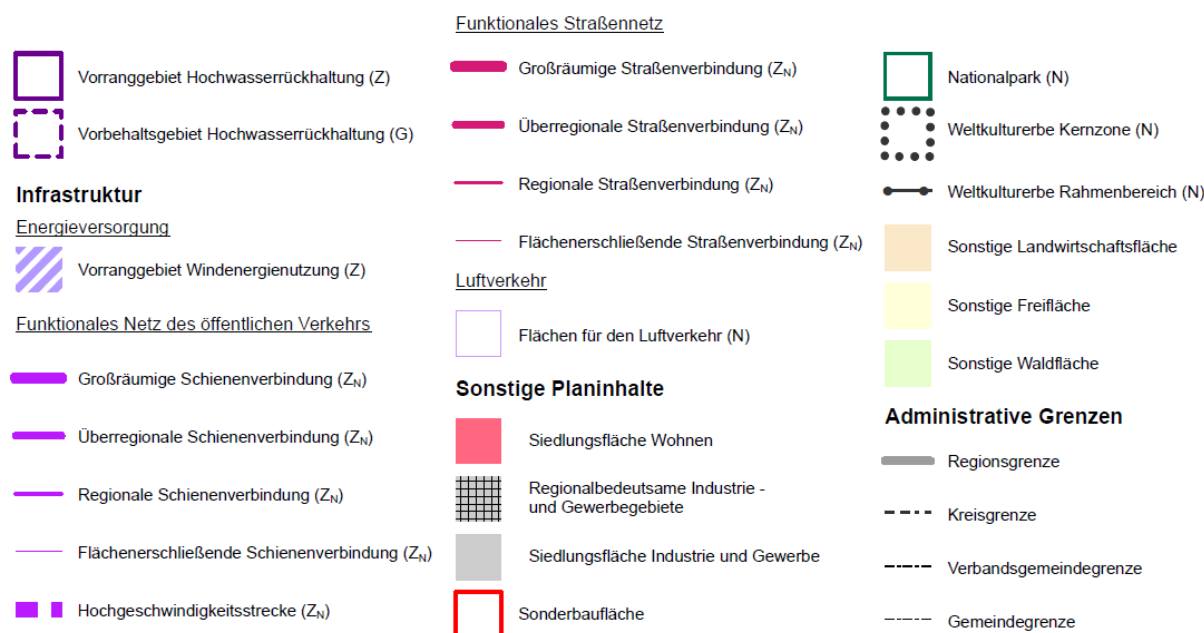 Vorranggebiet Hochwasserrückhaltung (Z)
Vorbehaltsgebiet Hochwasserrückhaltung (G)
Infrastruktur
Energieversorgung
Vorranggebiet Windenergienutzung (Z)
Funktionales Netz des öffentlichen Verkehrs
Großräumige Schienenverbindung (ZN)
Überregionale Schienenverbindung (ZN)
Regionale Schienenverbindung (ZN)
Flächenerschließende Schienenverbindung (ZN)
Hochgeschwindigkeitsstrecke (ZN)
Funktionales Straßennetz
Großräumige Straßenverbindung (ZN)
Überregionale Straßenverbindung (ZN)
Regionale Straßenverbindung (ZN)
Flächenerschließende Straßenverbindung (ZN)
Luftverkehr
Flächen für den Luftverkehr (N)
Sonstige Planinhalte
Siedlungsfläche Wohnen
Regionalbedeutsame Industrie -
und Gewerbegebiete
Siedlungsfläche Industrie und Gewerbe
Sonderbaufläche
Nationalpark (N)
Weltkulturerbe Kernzone (N)
Weltkulturerbe Rahmenbereich (N)
Sonstige Landwirtschaftsfläche
Sonstige Freifläche
Sonstige Waldfläche
Administrative Grenzen
Regionsgrenze
Kreisgrenze
Verbandsgemeindegrenze
Gemeindegrenze